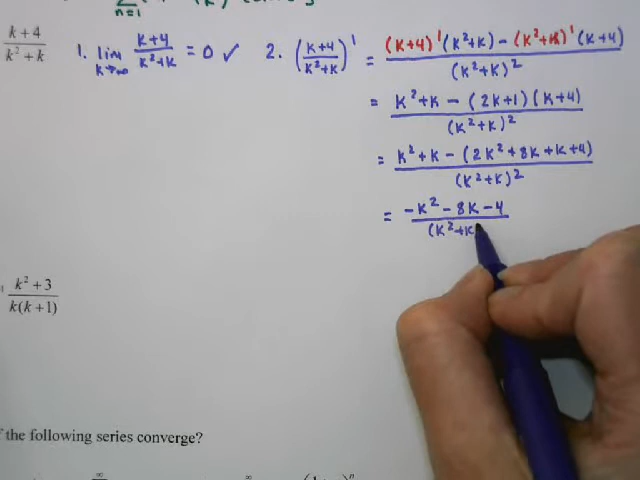 n=1
k + 4
k² + k
1. lim k→∞ k+4 / k²+k = 0 ✓
2. (k+4 / k²+k)' = (k+4)'(k²+k) - (k²+k)'(k+4) / (k²+k)²
= k²+k - (2k+1)(k+4) / (k²+k)²
= k²+k - (2k²+8k+k+4) / (k²+k)²
= -k² - 8k - 4 / (k²+k
k² + 3
k(k + 1)
the following series converge?
∞
∞
n